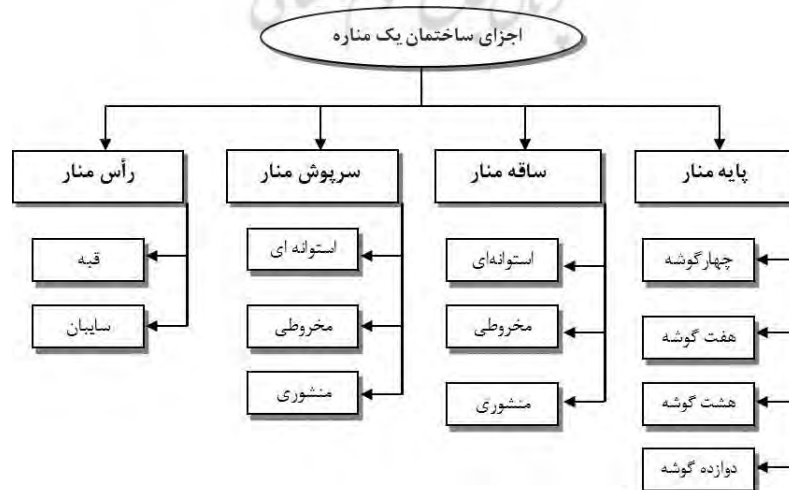 اجزای ساختمان یک مناره
پایه منار
چهارگوشه
هفت گوشه
هشت گوشه
دوازده گوشه
ساقه منار
استوانه‌ای
مخروطی
منشوری
سرپوش منار
استوانه ای
مخروطی
منشوری
رأس منار
قبه
سایبان